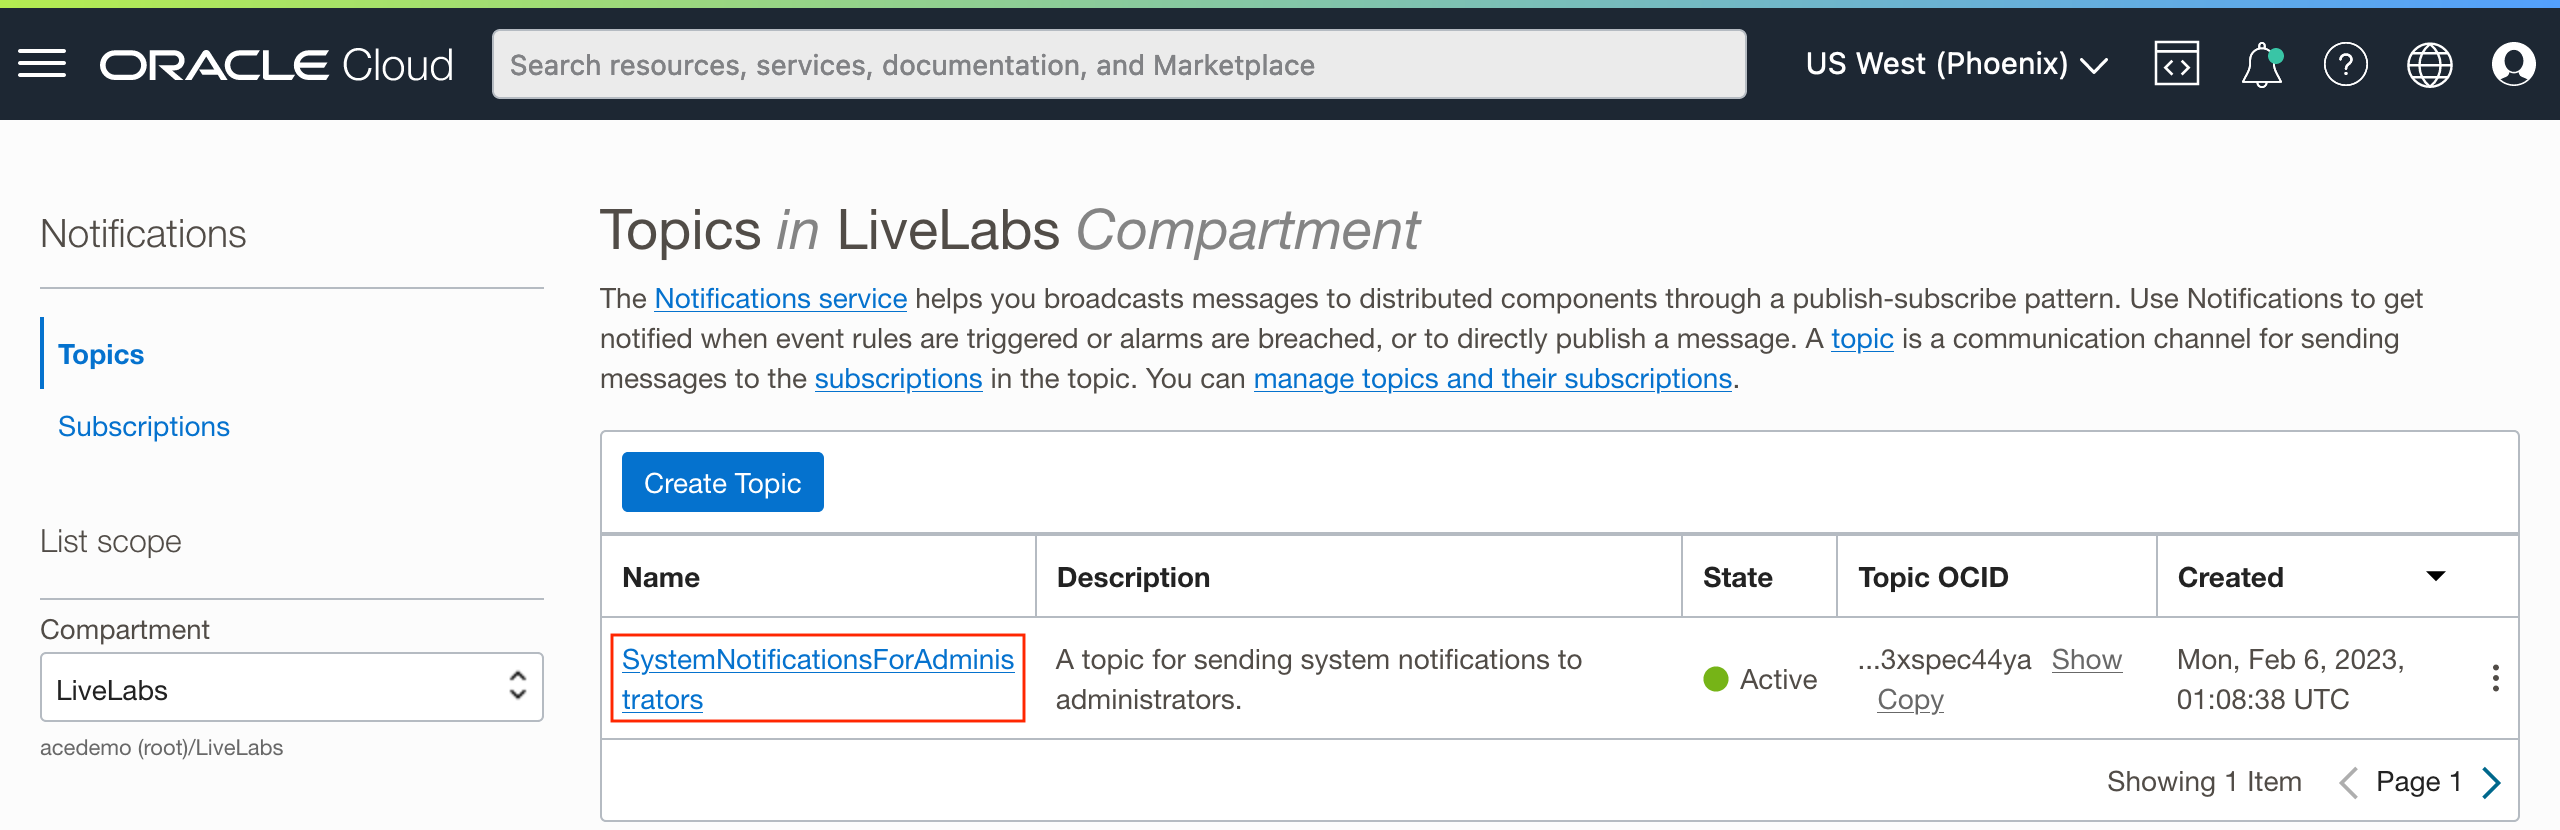 ORACLE Cloud
Search resources, services, documentation, and Marketplace
US West (Phoenix)
Notifications
Topics
Subscriptions
List scope
Compartment
LiveLabs
acedemo (root)/LiveLabs
Topics in LiveLabs Compartment
The Notifications service helps you broadcasts messages to distributed components through a publish-subscribe pattern. Use Notifications to get
notified when event rules are triggered or alarms are breached, or to directly publish a message. A topic is a communication channel for sending
messages to the subscriptions in the topic. You can manage topics and their subscriptions.
Create Topic
Name Description State Topic OCID Created
SystemNotificationsForAdminis
trators
A topic for sending system notifications to
administrators.
Active
...3xspec44ya Show
Copy
Mon, Feb 6, 2023,
01:08:38 UTC
Showing 1 Item Page 1